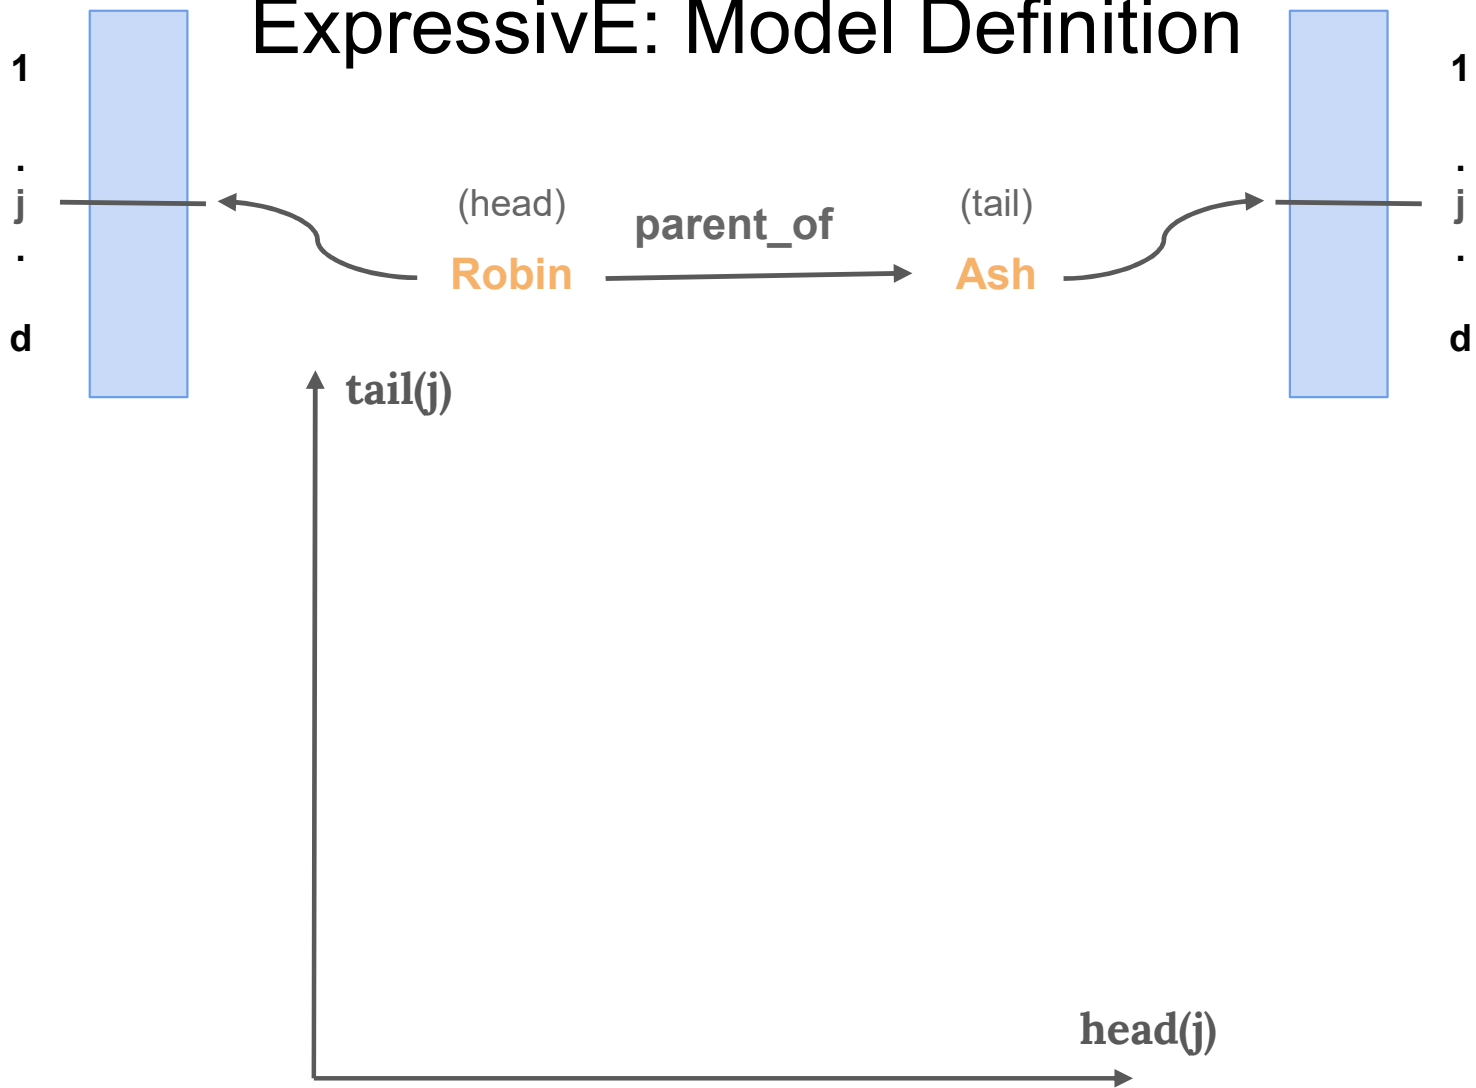 ExpressivE: Model Definition
1
.
j
.
d
(head)
Robin
parent_of
(tail)
Ash
1
.
j
.
d
tail(j)
head(j)